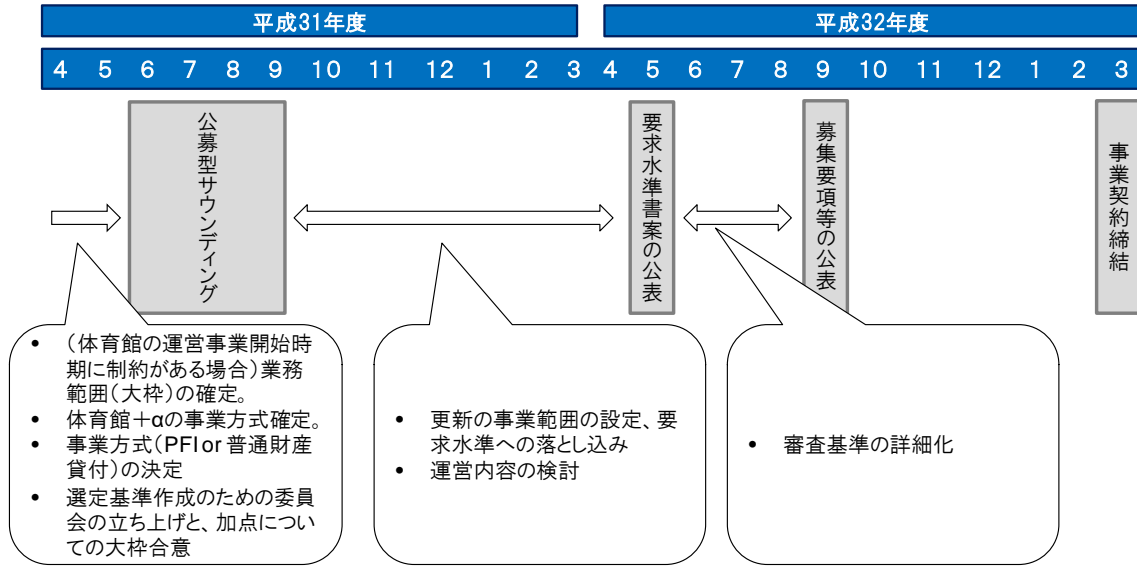 平成31年度
平成32年度
4 5 6 7 8 9 10 11 12 1 2 3 4 5 6 7 8 9 10 11 12 1 2 3
公募型サウンディング
要求水準書案の公表
募集要項等の公表
事業契約締結
• (体育館の運営事業開始時
期に制約がある場合)業務
範囲(大枠)の確定。
• 体育館+αの事業方式確定。
• 事業方式(PFI or 普通財産
貸付)の決定
• 選定基準作成のための委員
会の立ち上げと、加点につい
ての大枠合意
• 更新の事業範囲の設定、要
求水準への落とし込み
• 運営内容の検討
• 審査基準の詳細化